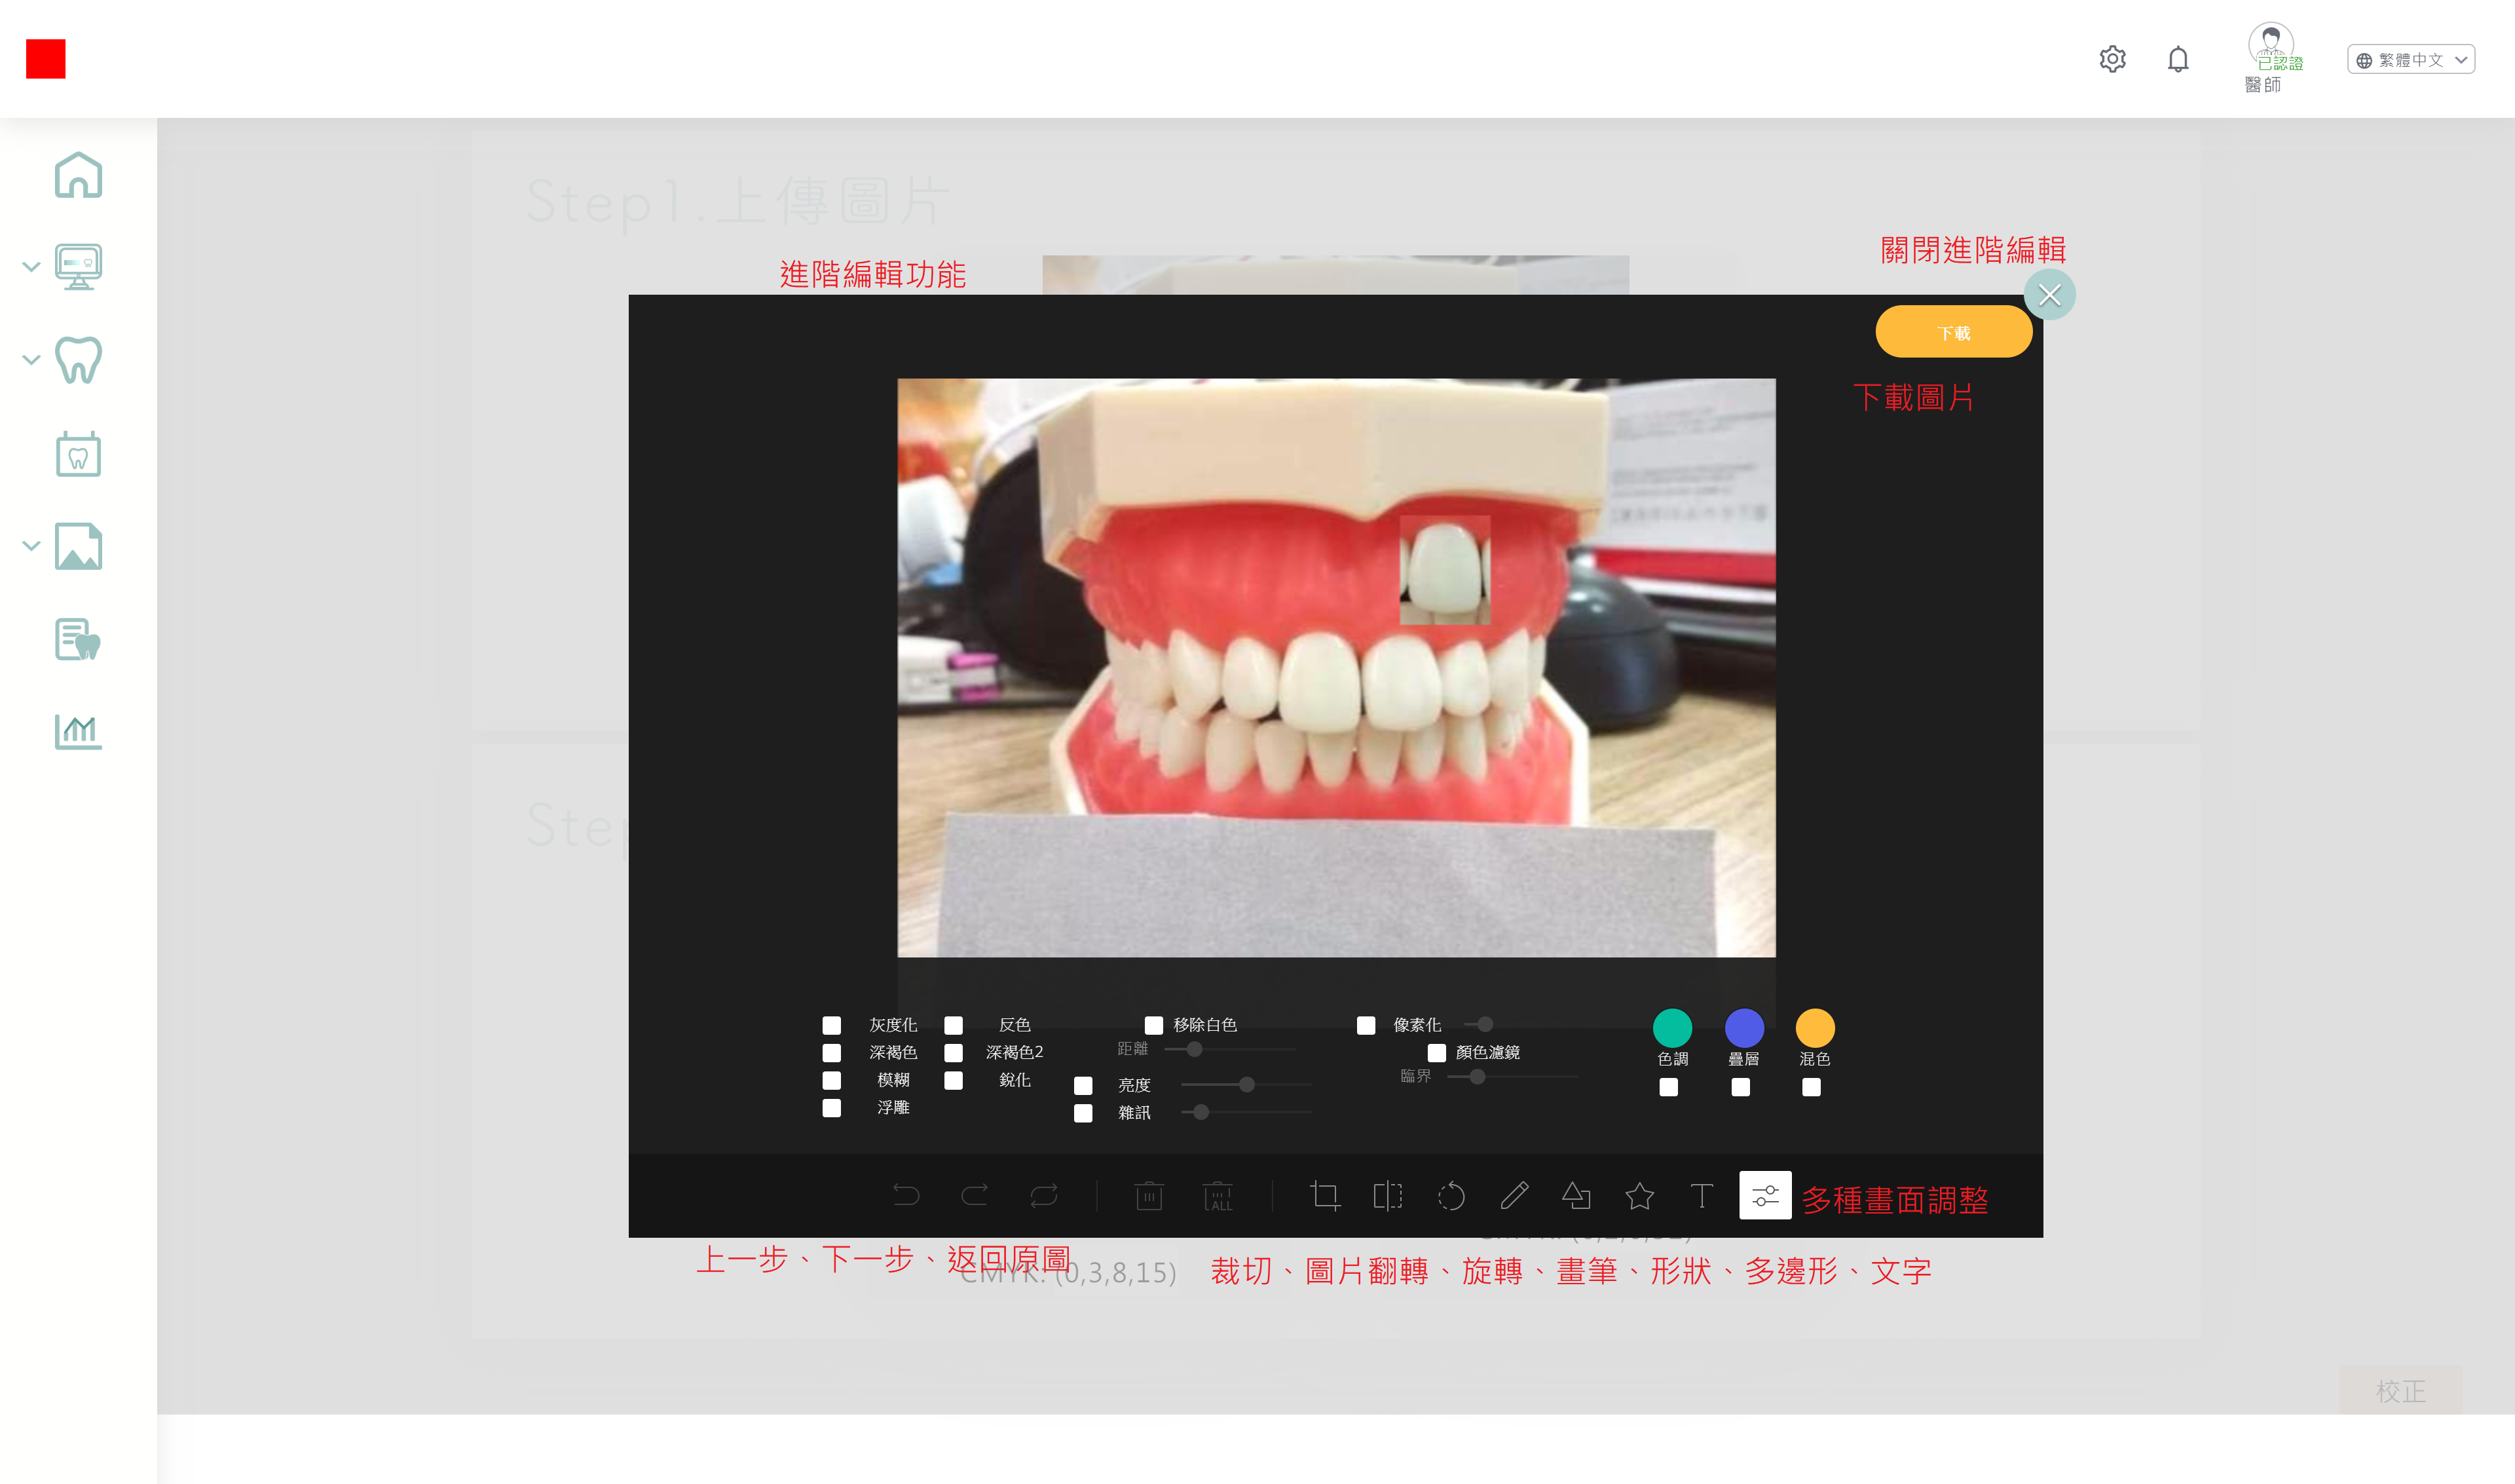 已認證
醫師
繁體中文
Step1.上傳圖片
關閉進階編輯
進階編輯功能
下載
下載圖片
Ste
灰度化
反色
移除白色
像素化
距離
深褐色
深褐色2
顏色濾鏡
臨界
色調
疊層
混色
模糊
銳化
亮度
浮雕
雜訊
ALL
多種畫面調整
上一步、下一步、返回原圖
CMYK: (0,3,8,15)
裁切、圖片翻轉、旋轉、畫筆、形狀、多邊形、文字
校正